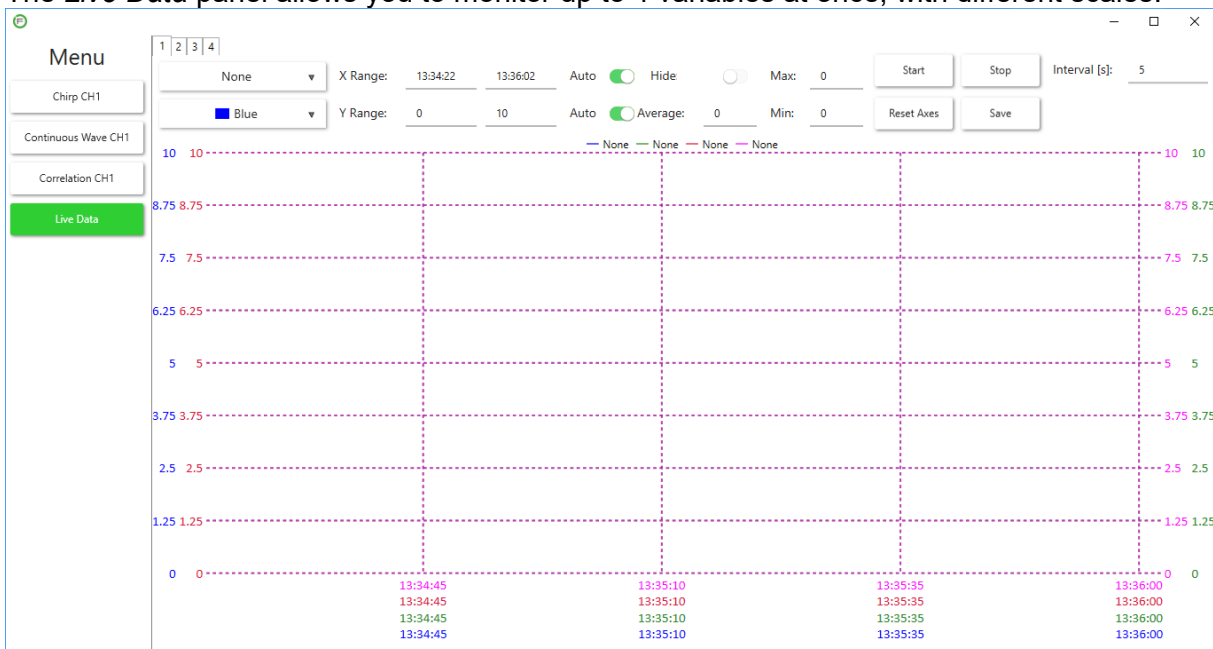 The Live Data panel allows you to monitor up to 4 variables at once, with different scales.
Menu
Chirp CH1
Continuous Wave CH1
Correlation CH1
Live Data
1 2 3 4
None X Range: 13:34:22 13:36:02 Auto Hide: Max: 0 Start Stop Interval [s]: 5
Blue Y Range: 0 10 Auto Average: 0 Min: 0 Reset Axes Save
None None None None
10 10 10 10
8.75 8.75 8.75 8.75
7.5 7.5 7.5 7.5
6.25 6.25 6.25 6.25
5 5 5 5
3.75 3.75 3.75 3.75
2.5 2.5 2.5 2.5
1.25 1.25 1.25 1.25
0 0 0 0
13:34:45 13:35:10 13:35:35 13:36:00
13:34:45 13:35:10 13:35:35 13:36:00
13:34:45 13:35:10 13:35:35 13:36:00
13:34:45 13:35:10 13:35:35 13:36:00